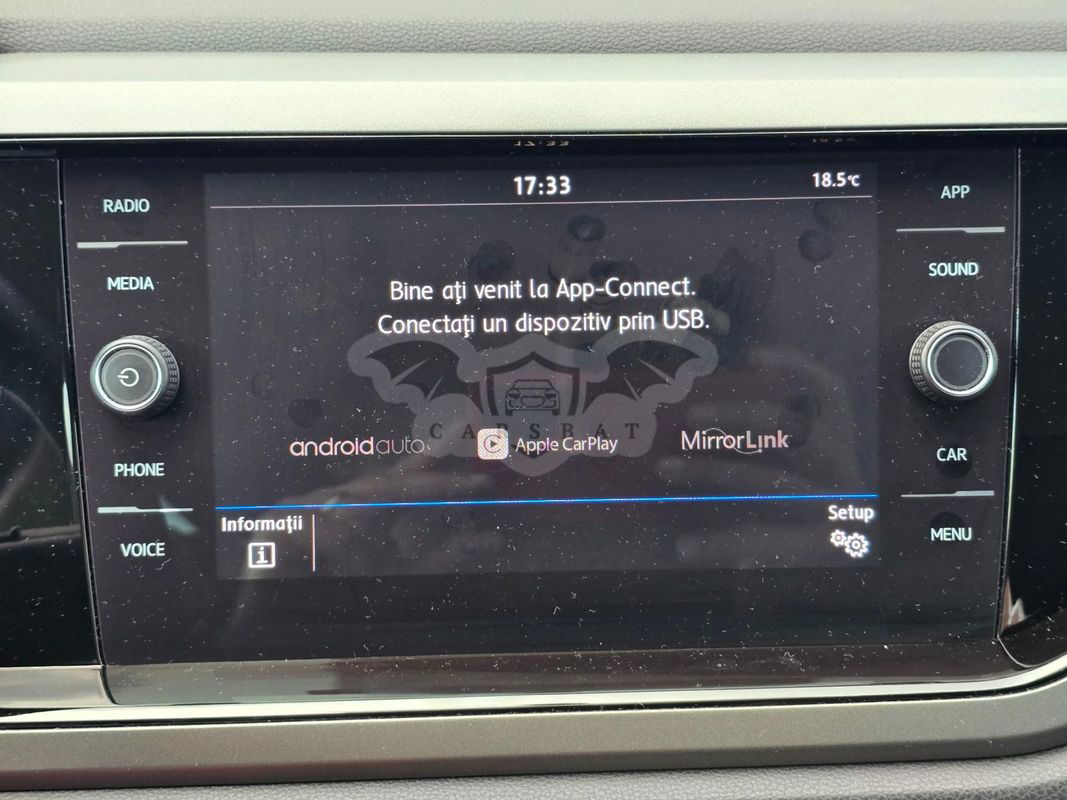 17:33
18.5°C
RADIO
APP
MEDIA
SOUND
Bine aţi venit la App-Connect.
Conectaţi un dispozitiv prin USB.
CARSBAT
androidauto
Apple CarPlay
MirrorLink
PHONE
CAR
VOICE
MENU
Informaţii
Setup